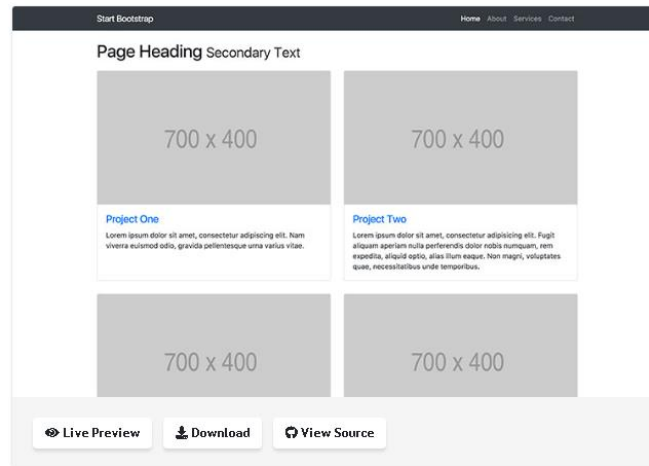 Start Bootstrap
Home About Services Contact
Page Heading Secondary Text
700 x 400
700 x 400
Project One
Lorem ipsum dolor sit amet, consectetur adipiscing elit. Nam
viverra euismod odio, gravida pellentesque urna varius vitae.
Project Two
Lorem ipsum dolor sit amet, consectetur adipisicing elit. Fugit
aliquam aperiam nulla perferendis dolor nobis numquam, rem
expedita, aliquid optio, alias illum eaque. Non magni, voluptates
quae, necessitatibus unde temporibus.
700 x 400
700 x 400
Live Preview
Download
View Source